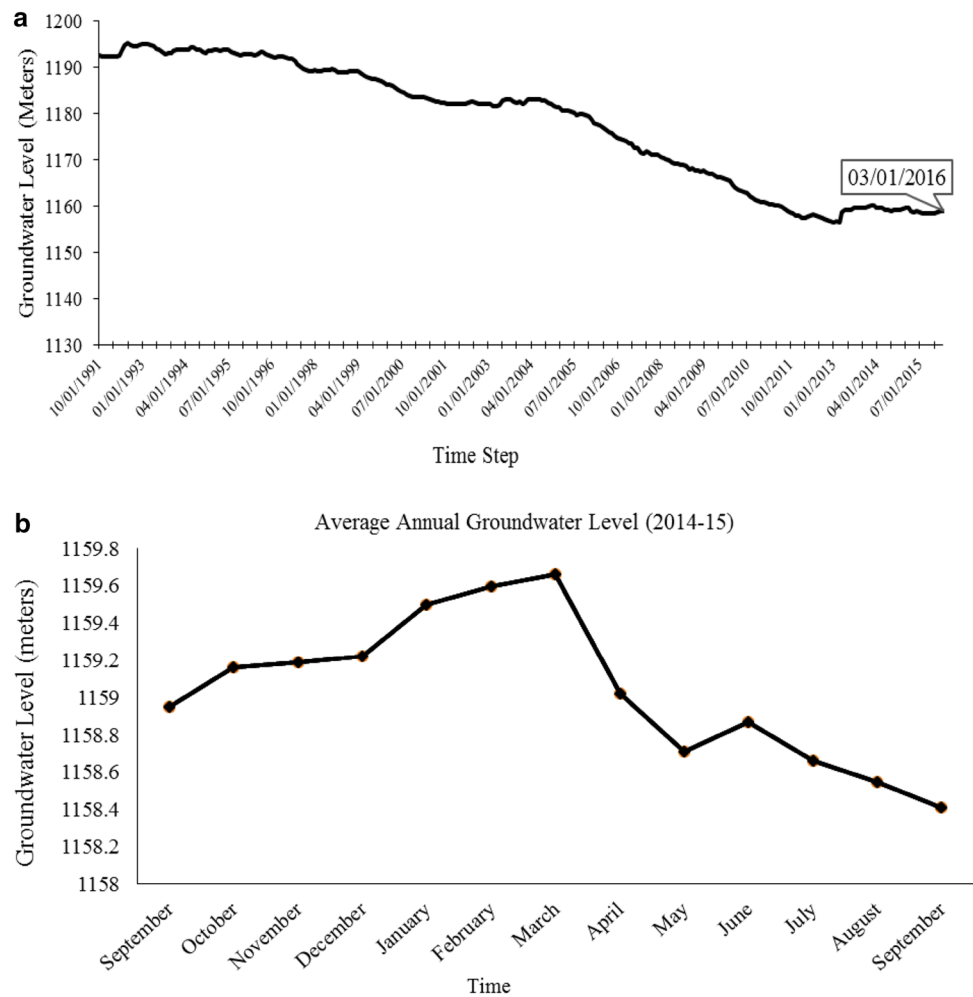 a
Groundwater Level (Meters)
1200
1190
1180
1170
1160
1150
1140
1130
03/01/2016
10/01/1991
01/01/1993
04/01/1994
07/01/1995
10/01/1996
01/01/1998
04/01/1999
07/01/2000
10/01/2001
01/01/2003
04/01/2004
07/01/2005
10/01/2006
01/01/2008
04/01/2009
07/01/2010
10/01/2011
01/01/2013
04/01/2014
07/01/2015
Time Step
b
Average Annual Groundwater Level (2014-15)
Groundwater Level (meters)
1159.8
1159.6
1159.4
1159.2
1159
1158.8
1158.6
1158.4
1158.2
1158
September
October
November
December
January
February
March
April
May
June
July
August
September
Time